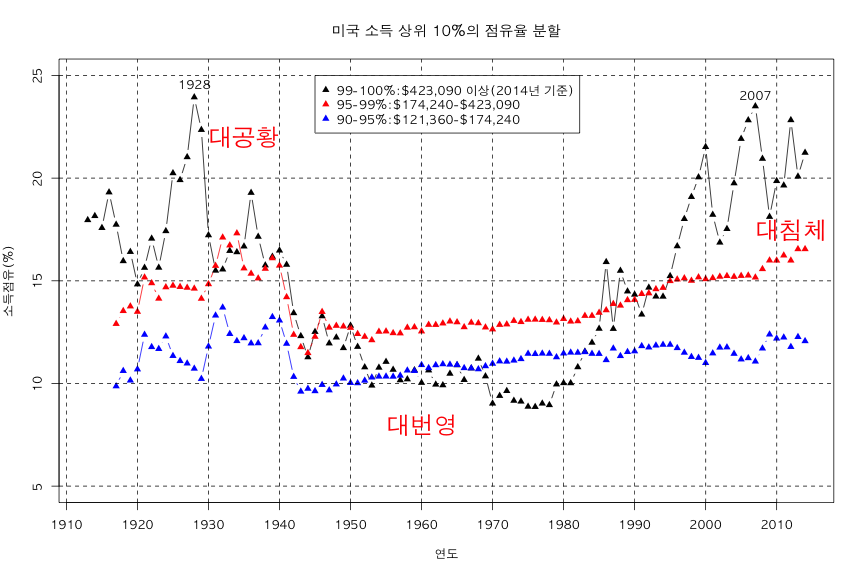 미국 소득 상위 10%의 점유율 분할
99-100%:$423,090 이상(2014년 기준)
95-99%:$174,240-$423,090
90-95%:$121,360-$174,240
1928
2007
대공황
대침체
대번영
소득점유(%)
25
20
15
10
5
1910 1920 1930 1940 1950 1960 1970 1980 1990 2000 2010
연도